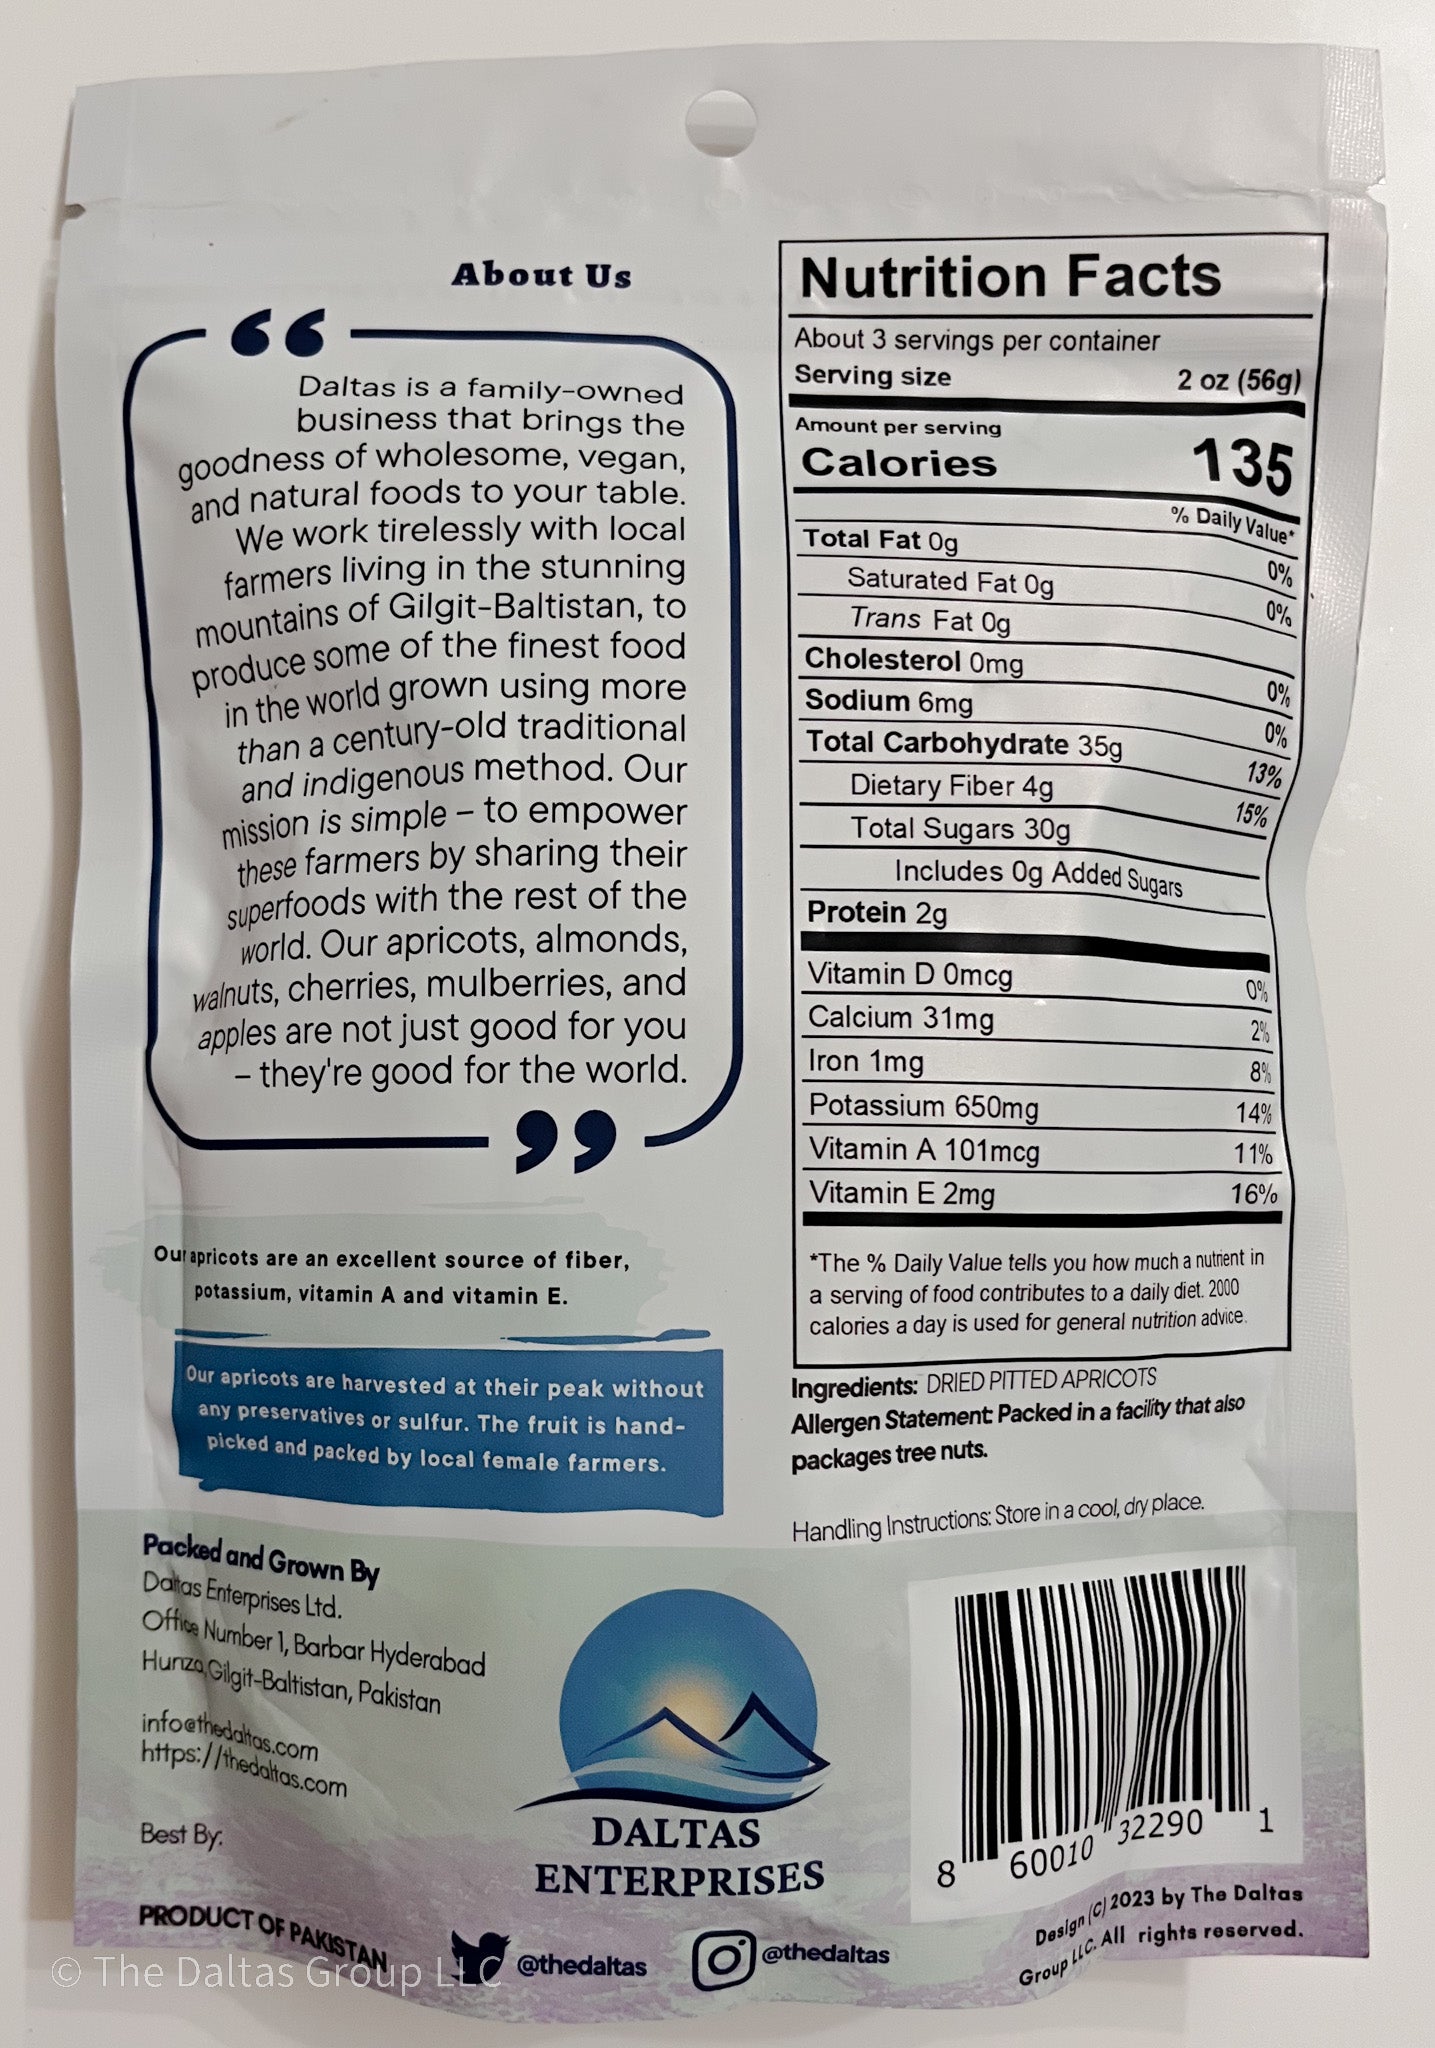 About Us
“
Daltas is a family-owned
business that brings the
goodness of wholesome, vegan,
and natural foods to your table.
We work tirelessly with local
farmers living in the stunning
mountains of Gilgit-Baltistan, to
produce some of the finest food
in the world grown using more
than a century-old traditional
and indigenous method. Our
mission is simple – to empower
these farmers by sharing their
superfoods with the rest of the
world. Our apricots, almonds,
walnuts, cherries, mulberries, and
apples are not just good for you
– they're good for the world.
”
Our apricots are an excellent source of fiber,
potassium, vitamin A and vitamin E.
Our apricots are harvested at their peak without
any preservatives or sulfur. The fruit is hand-
picked and packed by local female farmers.
Packed and Grown By
Daltas Enterprises Ltd.
Office Number 1, Barbar Hyderabad
Hunza,Gilgit-Baltistan, Pakistan
info@thedaltas.com
https://thedaltas.com
Best By:
PRODUCT OF PAKISTAN
Nutrition Facts
About 3 servings per container
Serving size 2 oz (56g)
Amount per serving
Calories 135
% Daily Value*
Total Fat 0g 0%
Saturated Fat 0g 0%
Trans Fat 0g
Cholesterol 0mg 0%
Sodium 6mg 0%
Total Carbohydrate 35g 13%
Dietary Fiber 4g 15%
Total Sugars 30g
Includes 0g Added Sugars
Protein 2g
Vitamin D 0mcg 0%
Calcium 31mg 2%
Iron 1mg 8%
Potassium 650mg 14%
Vitamin A 101mcg 11%
Vitamin E 2mg 16%
*The % Daily Value tells you how much a nutrient in
a serving of food contributes to a daily diet. 2000
calories a day is used for general nutrition advice.
Ingredients: DRIED PITTED APRICOTS
Allergen Statement: Packed in a facility that also
packages tree nuts.
Handling Instructions: Store in a cool, dry place.
DALTAS
ENTERPRISES
@thedaltas
@thedaltas
8 60010 32290 1
Design (C) 2023 by The Daltas
Group LLC. All rights reserved.
© The Daltas Group LLC